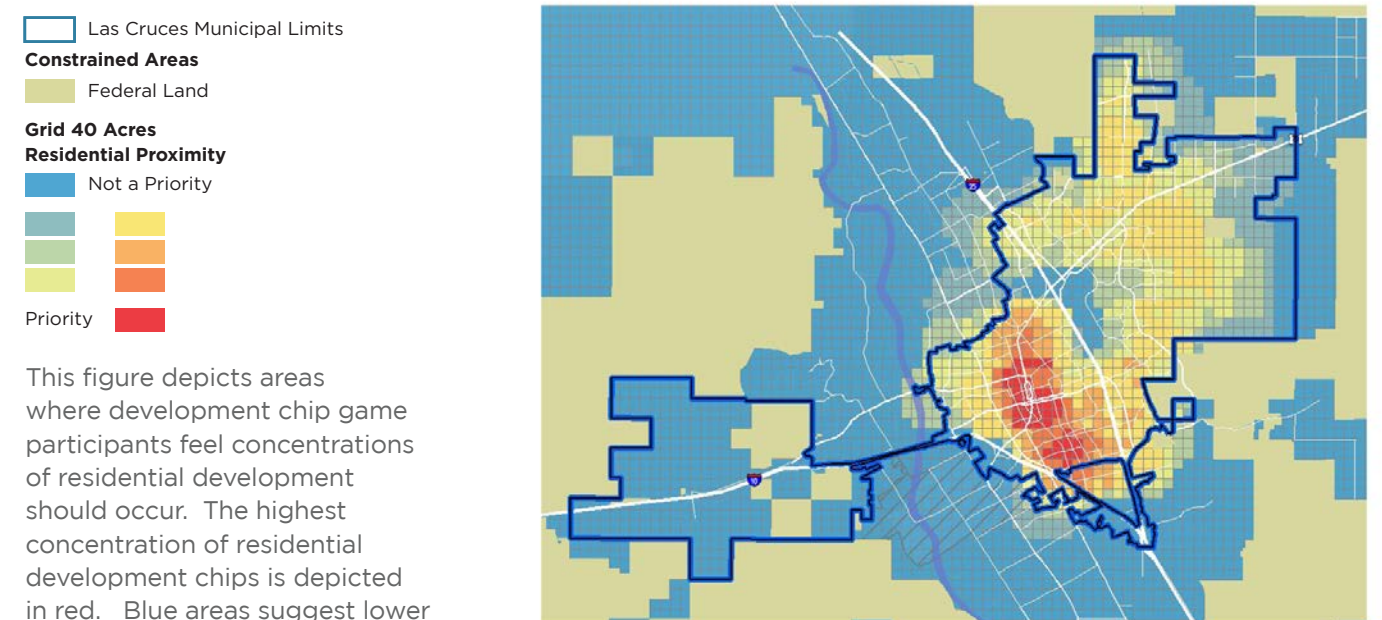 Las Cruces Municipal Limits
Constrained Areas
Federal Land
Grid 40 Acres
Residential Proximity
Not a Priority
Priority
This figure depicts areas
where development chip game
participants feel concentrations
of residential development
should occur. The highest
concentration of residential
development chips is depicted
in red. Blue areas suggest lower
25
10